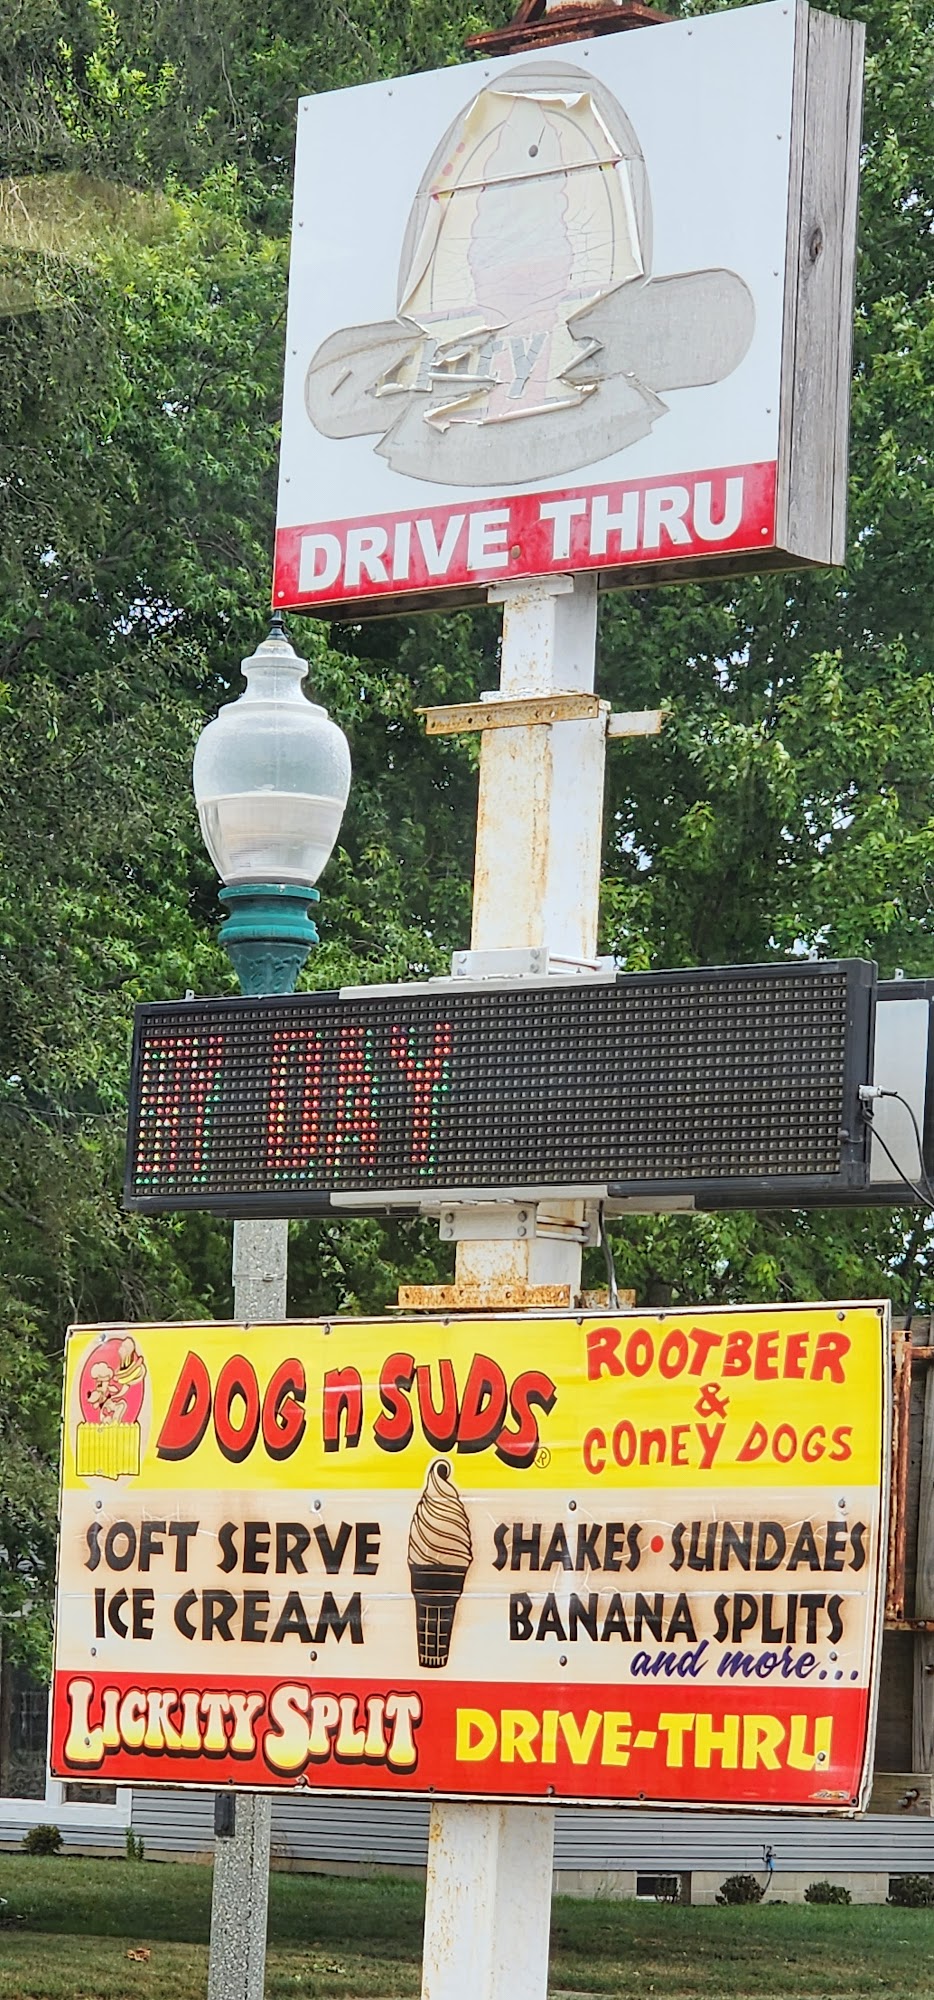 DRIVE THRU
MY DAY
DOG n SUDS®
ROOTBEER
&
CONEY DOGS
SOFT SERVE
ICE CREAM
SHAKES • SUNDAES
BANANA SPLITS
and more...
LICKITY SPLIT
DRIVE-THRU